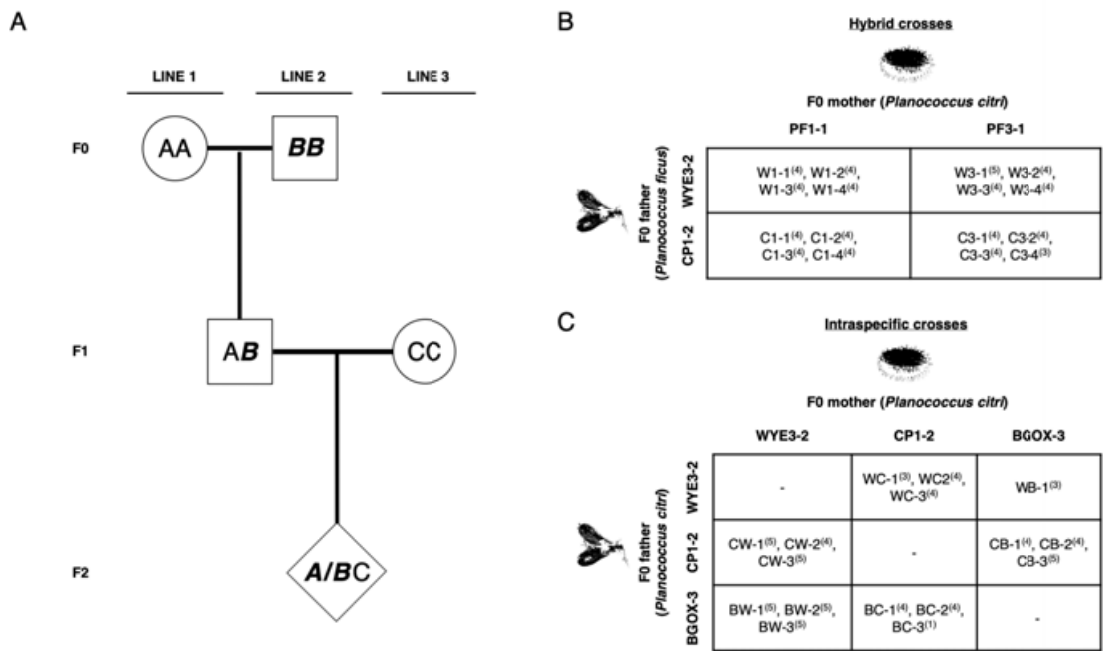 A
LINE 1 LINE 2 LINE 3
F0
AA
BB
F1
AB
CC
F2
A/BC
B
Hybrid crosses
F0 mother (Planococcus citri)
PF1-1 PF3-1
F0 father
(Planococcus ficus)
WYE3-2
W1-1(4), W1-2(4),
W1-3(4), W1-4(4)
W3-1(5), W3-2(4),
W3-3(4), W3-4(4)
CP1-2
C1-1(4), C1-2(4),
C1-3(4), C1-4(4)
C3-1(4), C3-2(4),
C3-3(4), C3-4(3)
C
Intraspecific crosses
F0 mother (Planococcus citri)
WYE3-2 CP1-2 BGOX-3
F0 father
(Planococcus citri)
WYE3-2
-
WC-1(3), WC2(4),
WC-3(4)
WB-1(3)
CP1-2
CW-1(5), CW-2(4),
CW-3(5)
-
CB-1(4), CB-2(4),
CB-3(5)
BGOX-3
BW-1(5), BW-2(5),
BW-3(5)
BC-1(4), BC-2(4),
BC-3(1)
-